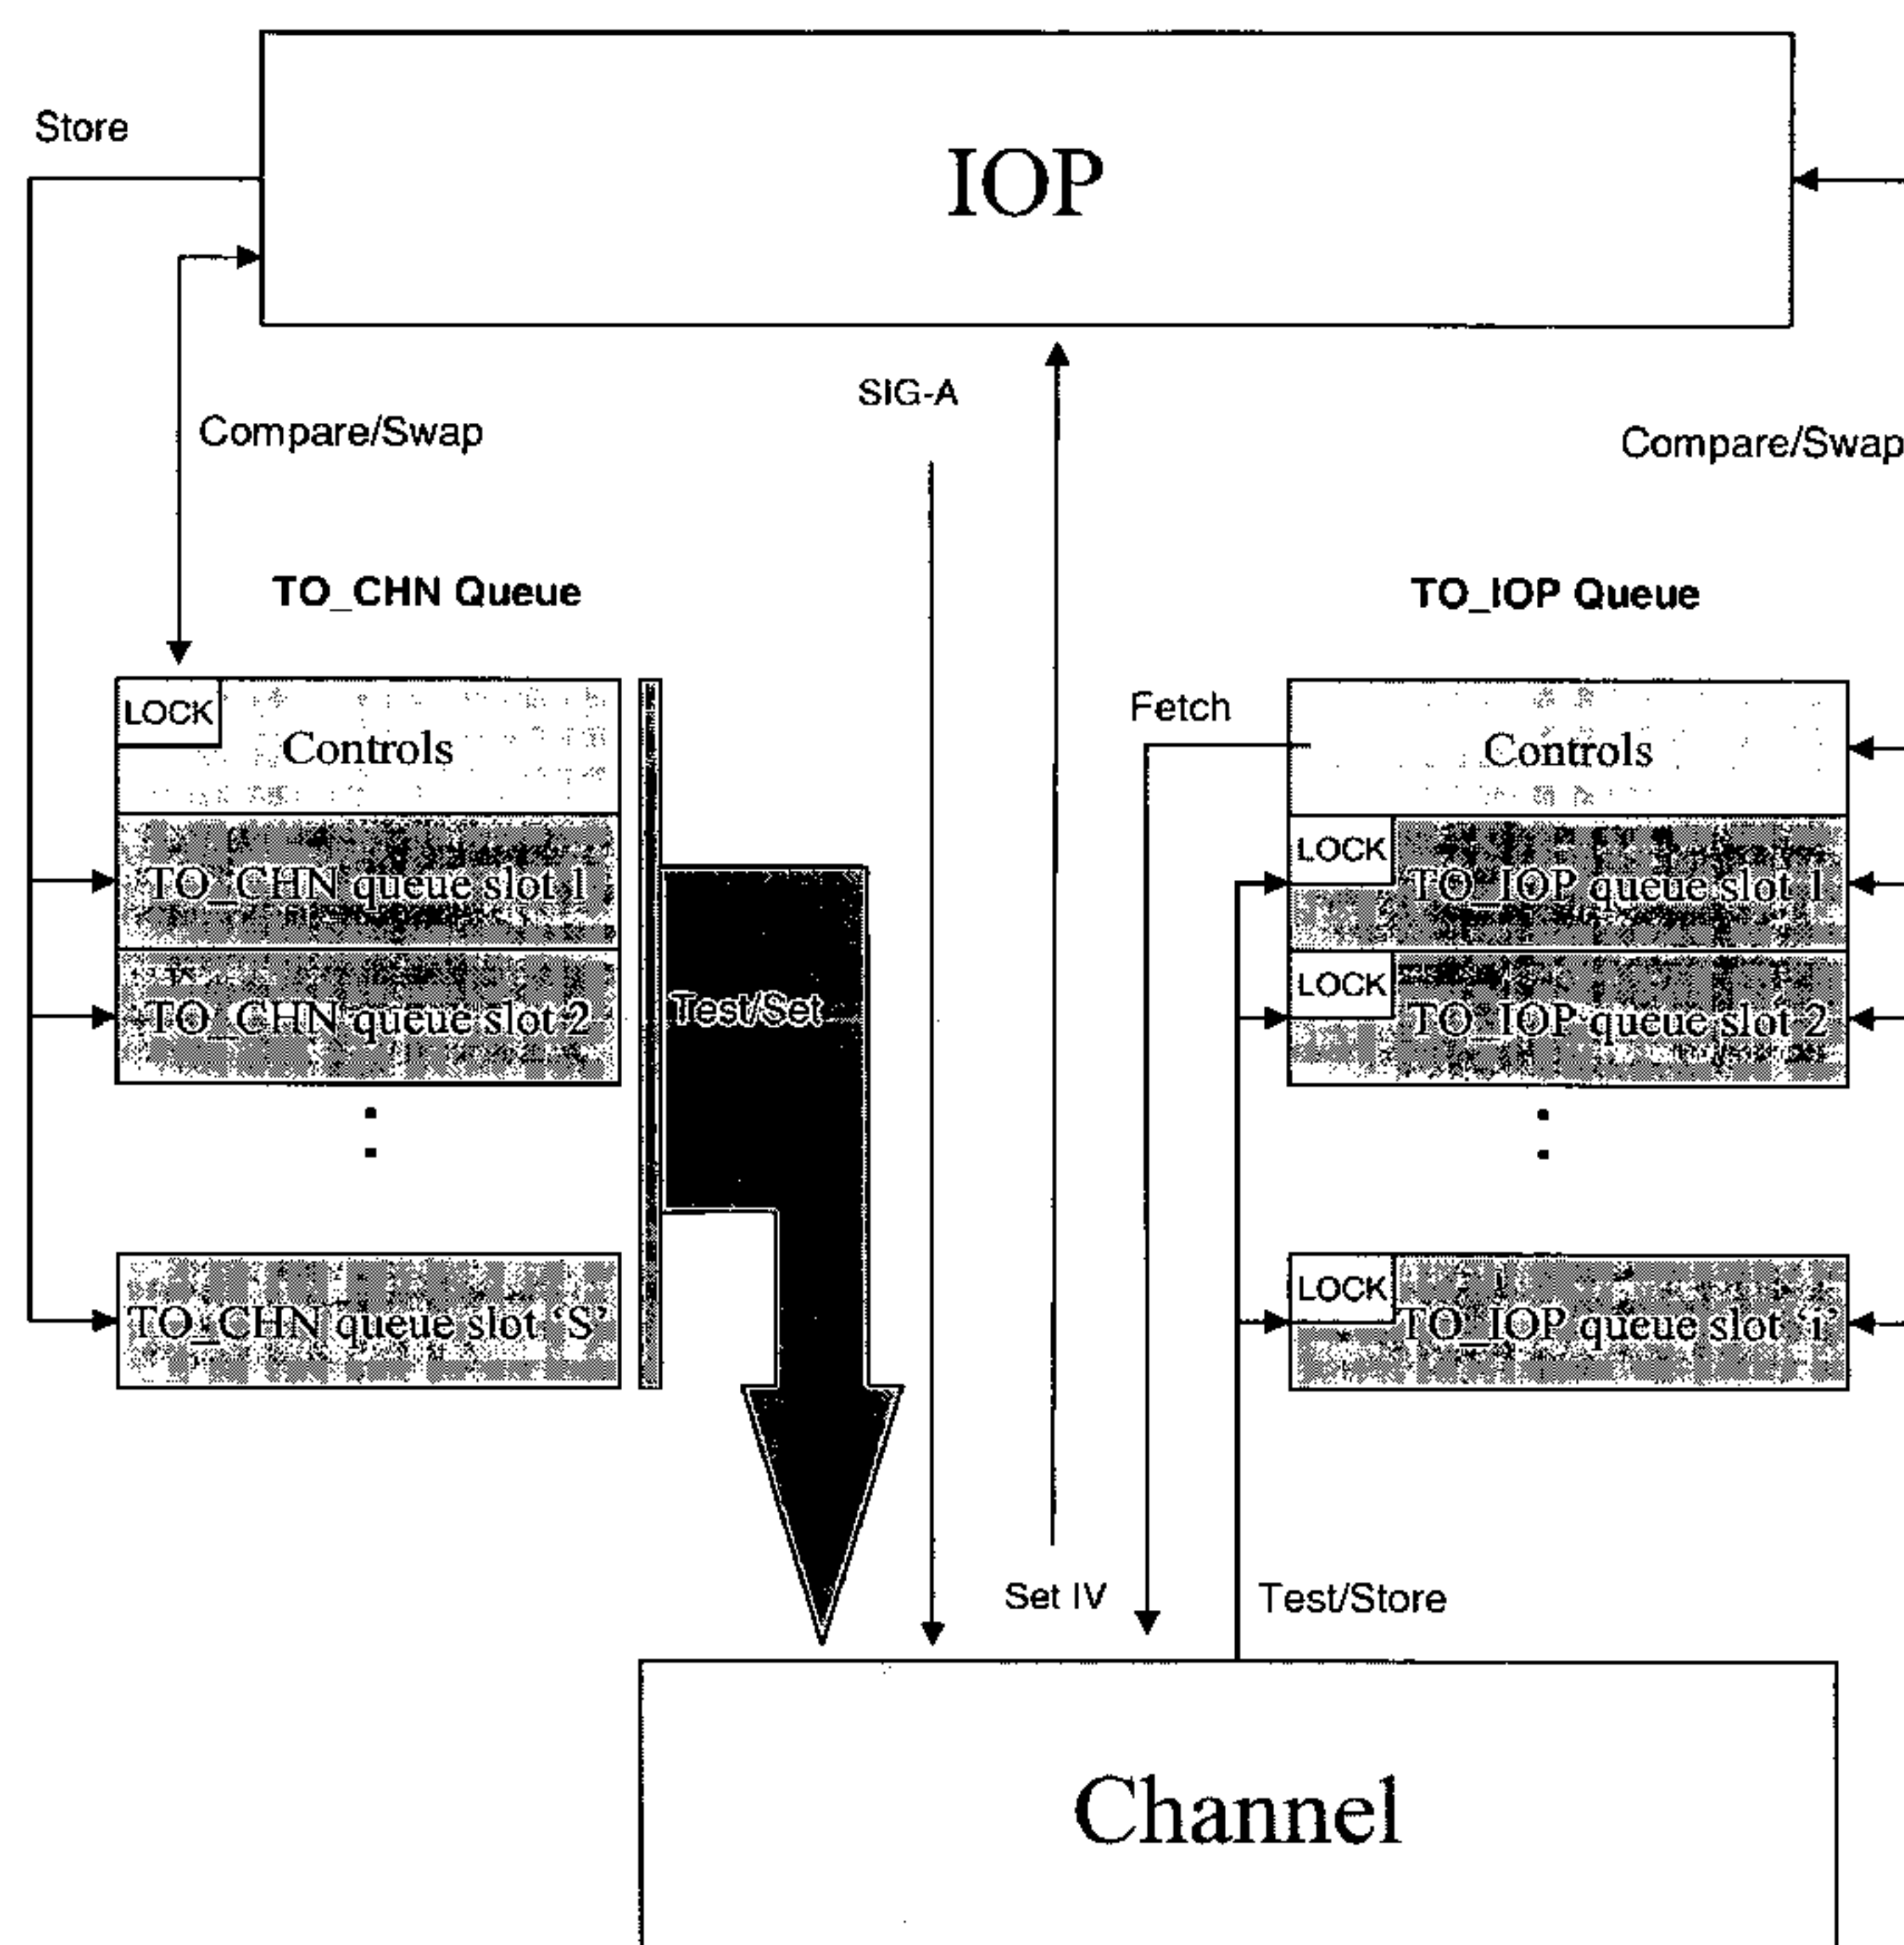 IOP
Store
SIG-A
Compare/Swap
Compare/Swap
TO_CHN Queue
TO_IOP Queue
LOCK
Controls
Fetch
Controls
TO_CHN queue slot 1
LOCK
TO_IOP queue slot 1
TO_CHN queue slot 2
Test/Set
LOCK
TO_IOP queue slot 2
TO_CHN queue slot ‘S’
LOCK
TO_IOP queue slot ‘i’
Set IV
Test/Store
Channel